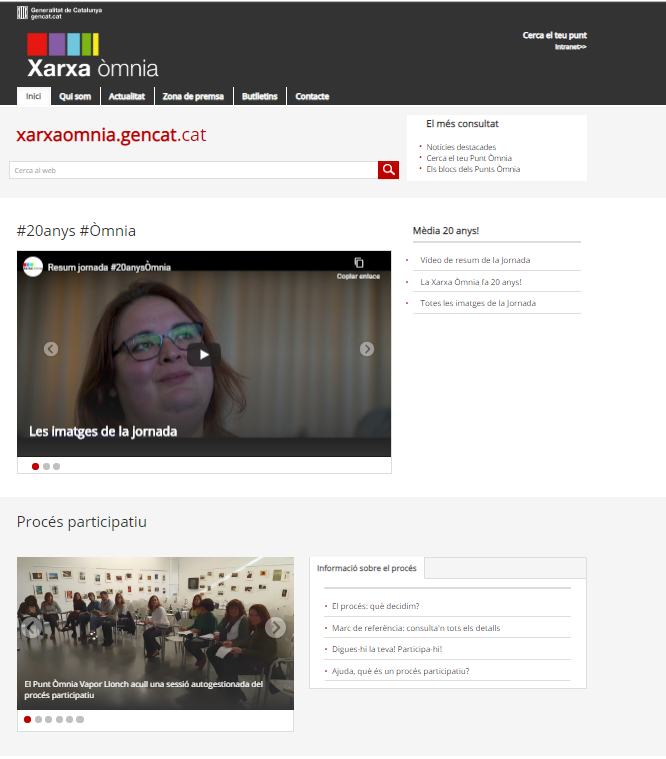 Generalitat de Catalunya
gencat.cat
Xarxa òmnia
Cerca el teu punt
Intranet>>
Inici
Qui som
Actualitat
Zona de premsa
Butlletins
Contacte
xarxaomnia.gencat.cat
Cerca al web
El més consultat
Notícies destacades
Cerca el teu Punt Òmnia
Els blocs dels Punts Òmnia
#20anys #Òmnia
Resum jornada #20anysÒmnia
Copiar enlace
Les imatges de la jornada
Mèdia 20 anys!
Vídeo de resum de la Jornada
La Xarxa Òmnia fa 20 anys!
Totes les imatges de la Jornada
Procés participatiu
El Punt Òmnia Vapor Llonch acull una sessió autogestionada del
procés participatiu
Informació sobre el procés
El procés: què decidim?
Marc de referència: consulta'n tots els detalls
Digues-hi la teva! Participa-hi!
Ajuda, què és un procés participatiu?